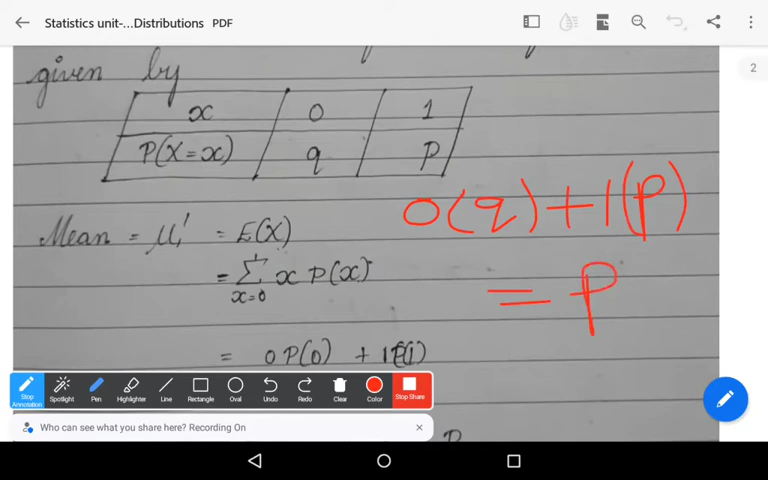 Statistics unit-...Distributions PDF
2
given by
x 0 1
P(X=x) q p
0(q)+1(p)
Mean = μ₁' = E(X)
= Σ x P(x)
1
x=0
= p
= 0 P(0) + 1P(1)
Stop Annotation Spotlight Pen Highlighter Line Rectangle Oval Undo Redo Clear Color Stop Share
Who can see what you share here? Recording On